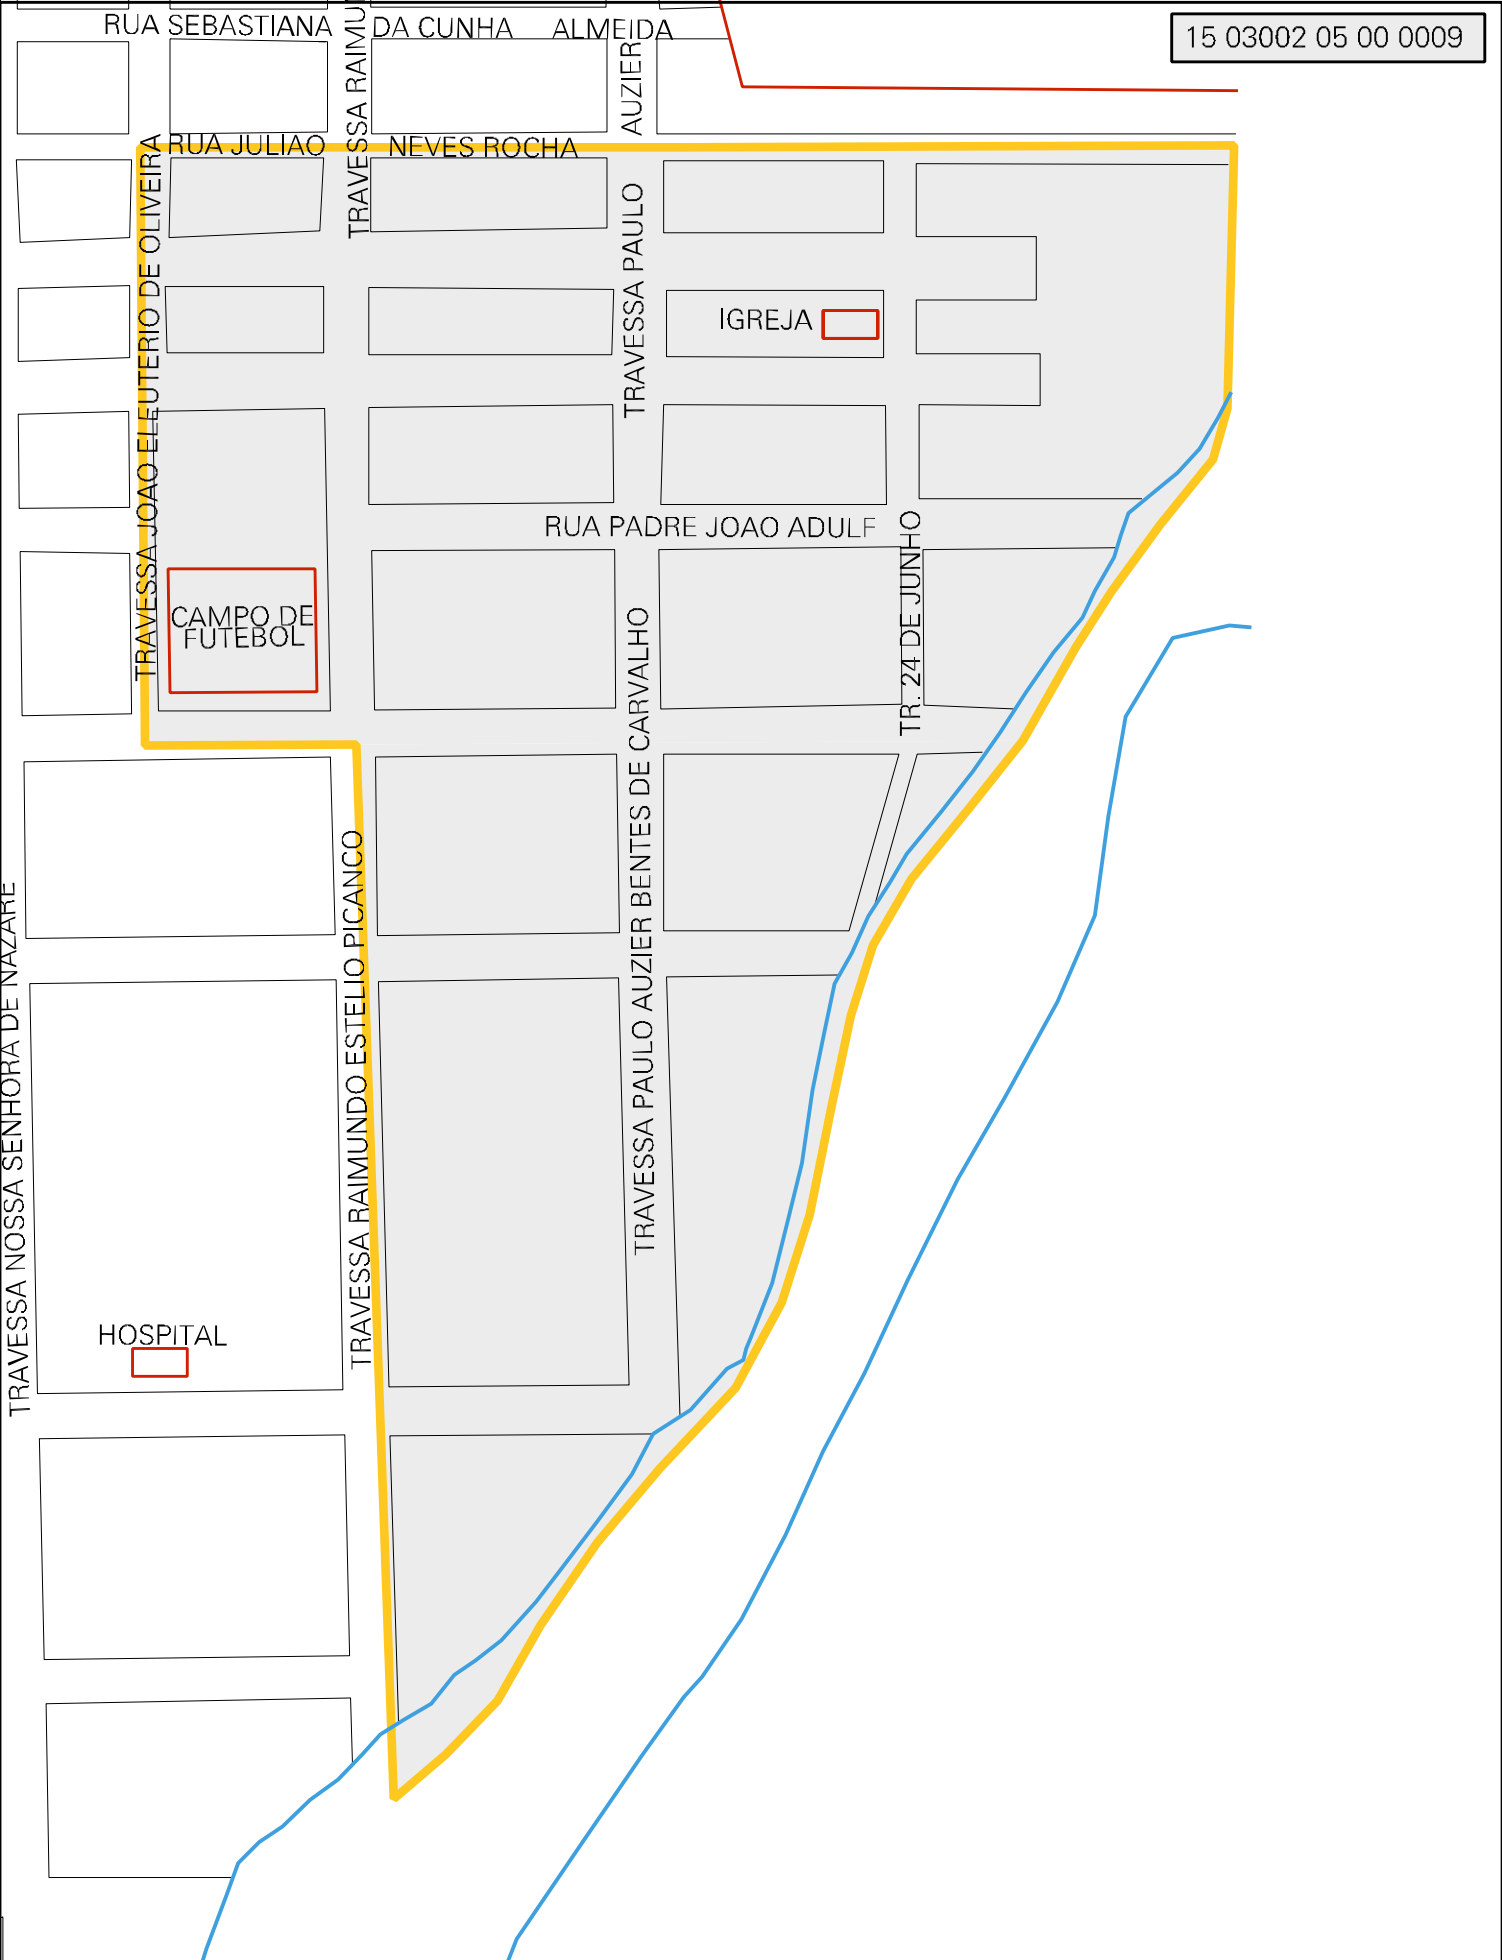 RUA SEBASTIANA DA CUNHA ALMEIDA
15 03002 05 00 0009
TRAVESSA RAIMU
AUZIER
RUA JULIAO NEVES ROCHA
TRAVESSA JOAO ELEUTERIO DE OLIVEIRA
TRAVESSA PAULO
IGREJA
RUA PADRE JOAO ADULF
TR. 24 DE JUNHO
CAMPO DE
FUTEBOL
TRAVESSA PAULO AUZIER BENTES DE CARVALHO
TRAVESSA RAIMUNDO ESTELIO PICANCO
TRAVESSA NOSSA SENHORA DE NAZARE
HOSPITAL